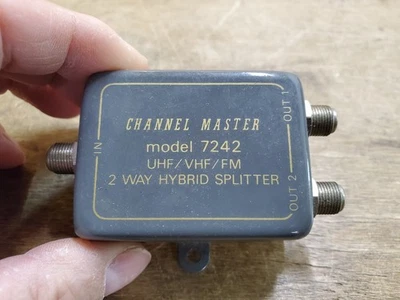 CHANNEL MASTER
model 7242
UHF/VHF/FM
2 WAY HYBRID SPLITTER
IN
OUT 1
OUT 2